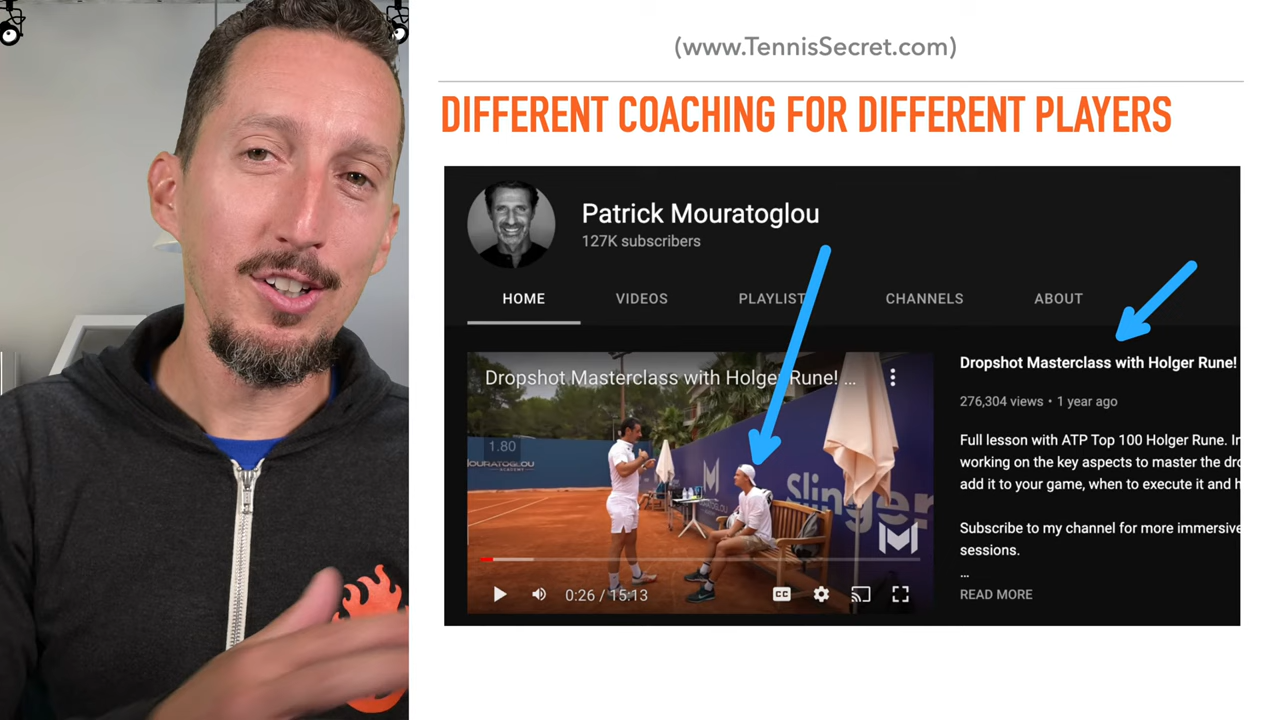 (www.TennisSecret.com)
DIFFERENT COACHING FOR DIFFERENT PLAYERS
Patrick Mouratoglou
127K subscribers
HOME VIDEOS PLAYLIST CHANNELS ABOUT
Dropshot Masterclass with Holger Rune! ...
1.80
MOURATOGLOU
Slinger
0:26 / 15:13
CC
Dropshot Masterclass with Holger Rune!
276,304 views • 1 year ago
Full lesson with ATP Top 100 Holger Rune. In
working on the key aspects to master the dro
add it to your game, when to execute it and h
Subscribe to my channel for more immersive
sessions.
...
READ MORE